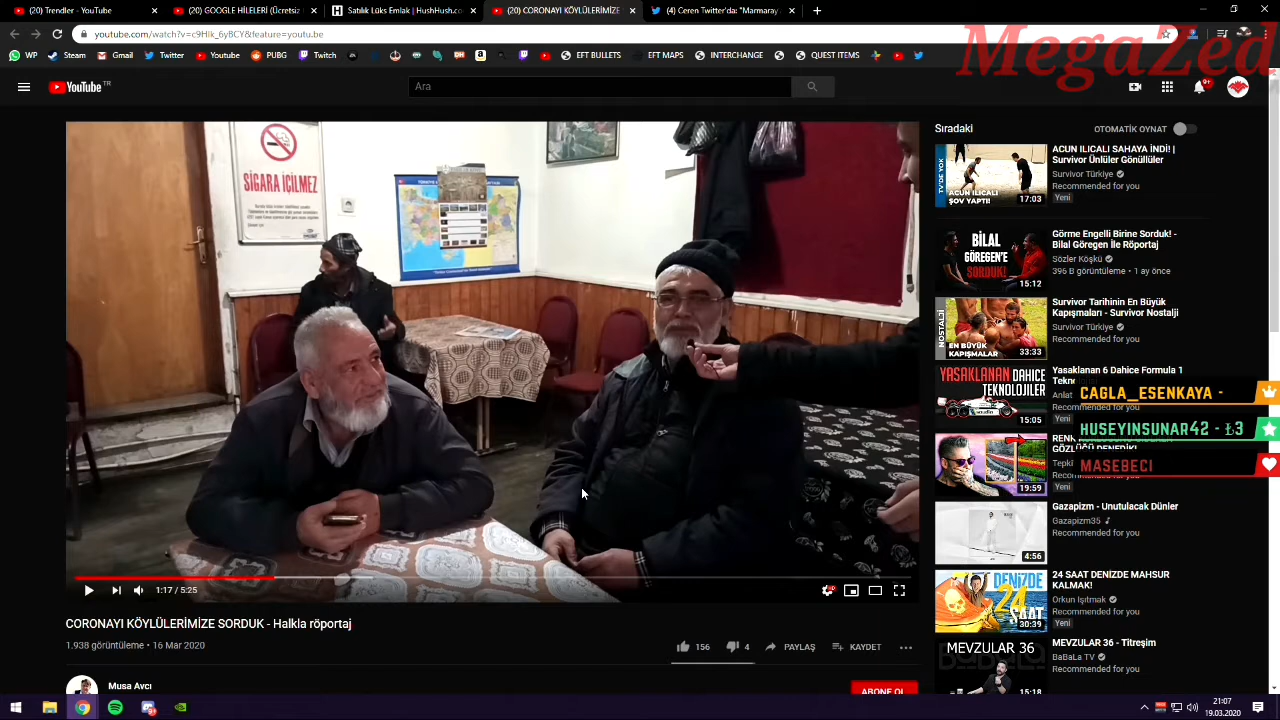 (20) Trendler - YouTube
(20) GOOGLE HİLELERİ (Ücretsiz
Satılık Lüks Emlak | HushHush.co
(20) CORONAYI KÖYLÜLERİMİZE
(4) Ceren Twitter'da: "Marmaray
youtube.com/watch?v=c9HIk_6yBCY&feature=youtu.be
MegaZed
WP
Steam
Gmail
Twitter
Youtube
PUBG
Twitch
EFT BULLETS
EFT MAPS
INTERCHANGE
QUEST ITEMS
YouTube TR
Ara
9+
SİGARA İÇİLMEZ
1:17 / 5:25
CORONAYI KÖYLÜLERİMİZE SORDUK - Halkla röportaj
1.938 görüntüleme • 16 Mar 2020
156
4
PAYLAŞ
KAYDET
Musa Avcı
ABONE OL
Sıradaki
OTOMATİK OYNAT
TV'DE YOK
ACUN ILICALI
ŞOV YAPTI!
17:03
ACUN ILICALI SAHAYA İNDİ! |
Survivor Ünlüler Gönüllüler
Survivor Türkiye
Recommended for you
Yeni
BİLAL
GÖREGEN'E
SORDUK!
15:12
Görme Engelli Birine Sorduk! -
Bilal Göregen İle Röportaj
Sözler Köşkü
396 B görüntüleme • 1 ay önce
NOSTALJİ
EN BÜYÜK
KAPIŞMALAR
33:33
Survivor Tarihinin En Büyük
Kapışmaları - Survivor Nostalji
Survivor Türkiye
Recommended for you
YASAKLANAN DAHİCE
TEKNOLOJİLER
15:05
Yasaklanan 6 Dahice Formula 1
Recommended for you
Yeni
CAGLA_ESENKAYA -
HUSEYINSUNAR42 - ₺3
MASEBECI
19:59
Yeni
4:56
Gazapizm - Unutulacak Dünler
Gazapizm35
Recommended for you
DENİZDE
24
SAAT
30:39
24 SAAT DENİZDE MAHSUR
KALMAK!
Orkun Işıtmak
Recommended for you
Yeni
MEVZULAR 36
15:18
MEVZULAR 36 - Titreşim
BaBaLa TV
Recommended for you
21:07
19.03.2020